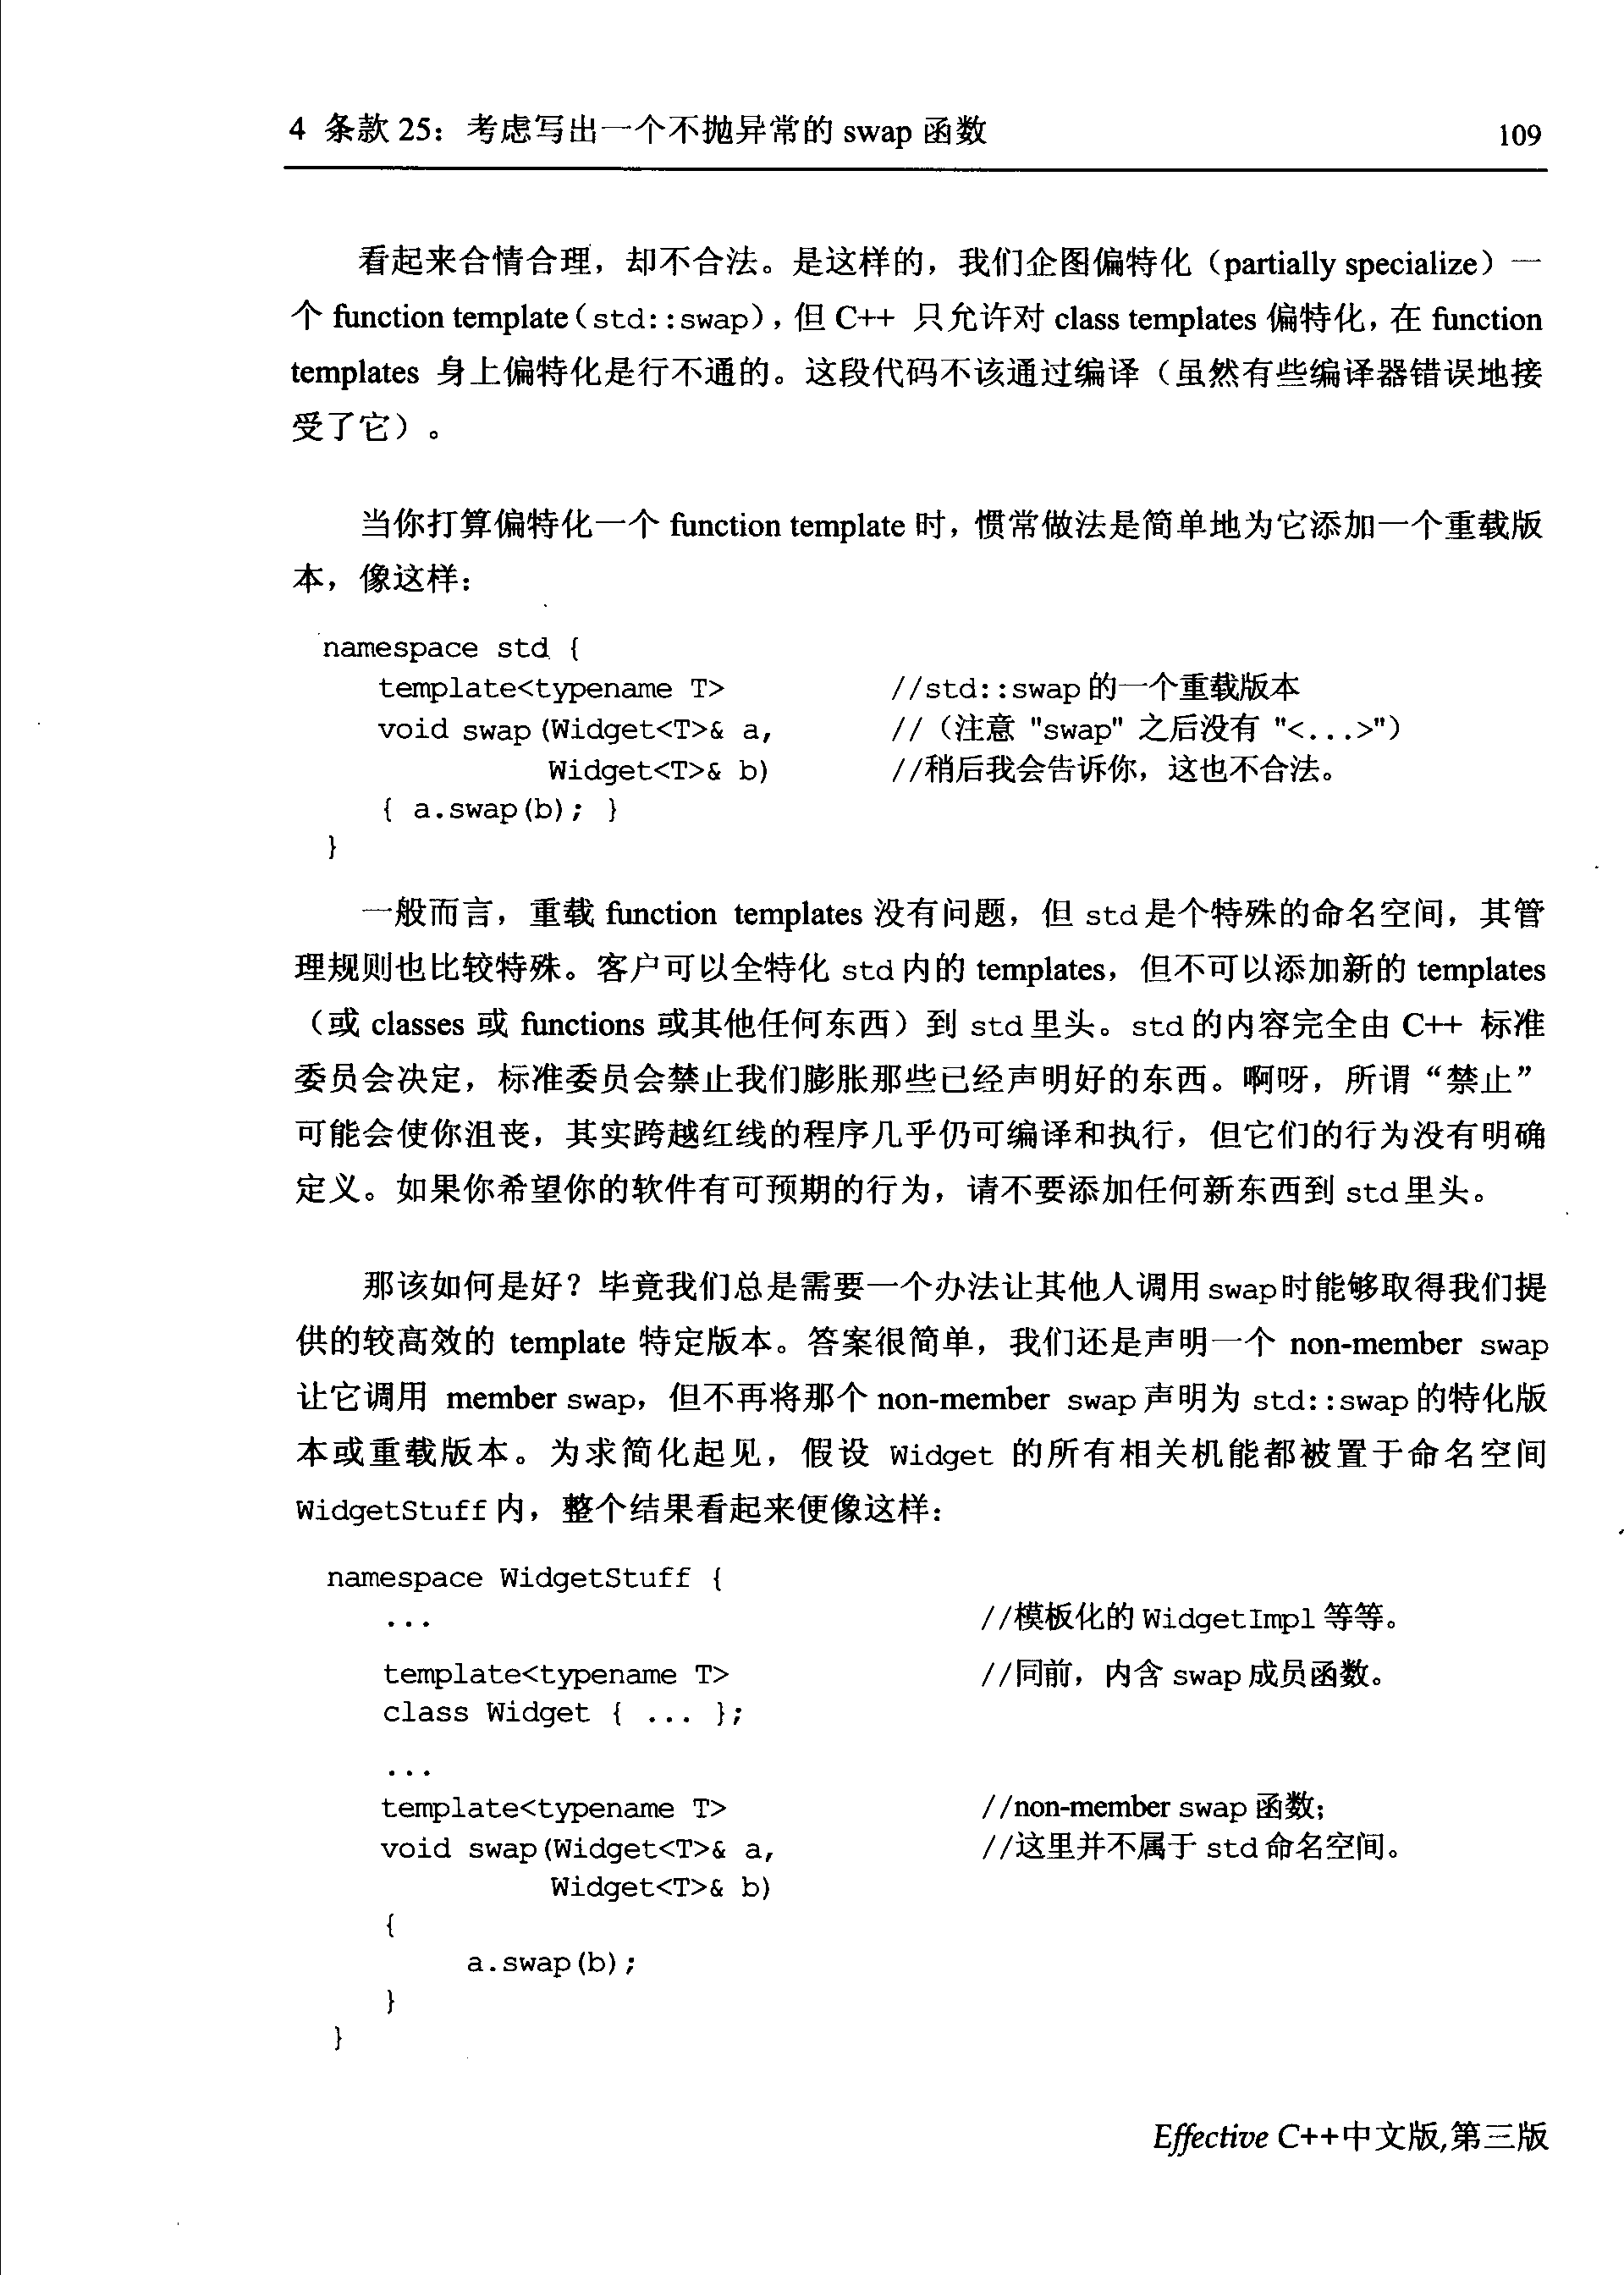 4 条款 25：考虑写出一个不抛异常的 swap 函数
109
看起来合情合理，却不合法。是这样的，我们企图偏特化（partially specialize）一
个 function template（std::swap），但 C++ 只允许对 class templates 偏特化，在 function
templates 身上偏特化是行不通的。这段代码不该通过编译（虽然有些编译器错误地接
受了它）。
当你打算偏特化一个 function template 时，惯常做法是简单地为它添加一个重载版
本，像这样：
namespace std {
template<typename T> //std::swap 的一个重载版本
void swap(Widget<T>& a, //（注意 "swap" 之后没有 "<...>"）
Widget<T>& b) //稍后我会告诉你，这也不合法。
{ a.swap(b); }
}
一般而言，重载 function templates 没有问题，但 std 是个特殊的命名空间，其管
理规则也比较特殊。客户可以全特化 std 内的 templates，但不可以添加新的 templates
（或 classes 或 functions 或其他任何东西）到 std 里头。std 的内容完全由 C++ 标准
委员会决定，标准委员会禁止我们膨胀那些已经声明好的东西。啊呀，所谓“禁止”
可能会使你沮丧，其实跨越红线的程序几乎仍可编译和执行，但它们的行为没有明确
定义。如果你希望你的软件有可预期的行为，请不要添加任何新东西到 std 里头。
那该如何是好？毕竟我们总是需要一个办法让其他人调用 swap 时能够取得我们提
供的较高效的 template 特定版本。答案很简单，我们还是声明一个 non-member swap
让它调用 member swap，但不再将那个 non-member swap 声明为 std::swap 的特化版
本或重载版本。为求简化起见，假设 Widget 的所有相关机能都被置于命名空间
WidgetStuff 内，整个结果看起来便像这样：
namespace WidgetStuff {
... //模板化的 WidgetImpl 等等。
template<typename T> //同前，内含 swap 成员函数。
class Widget { ... };
...
template<typename T> //non-member swap 函数；
void swap(Widget<T>& a, //这里并不属于 std 命名空间。
Widget<T>& b)
{
a.swap(b);
}
}
Effective C++中文版,第三版